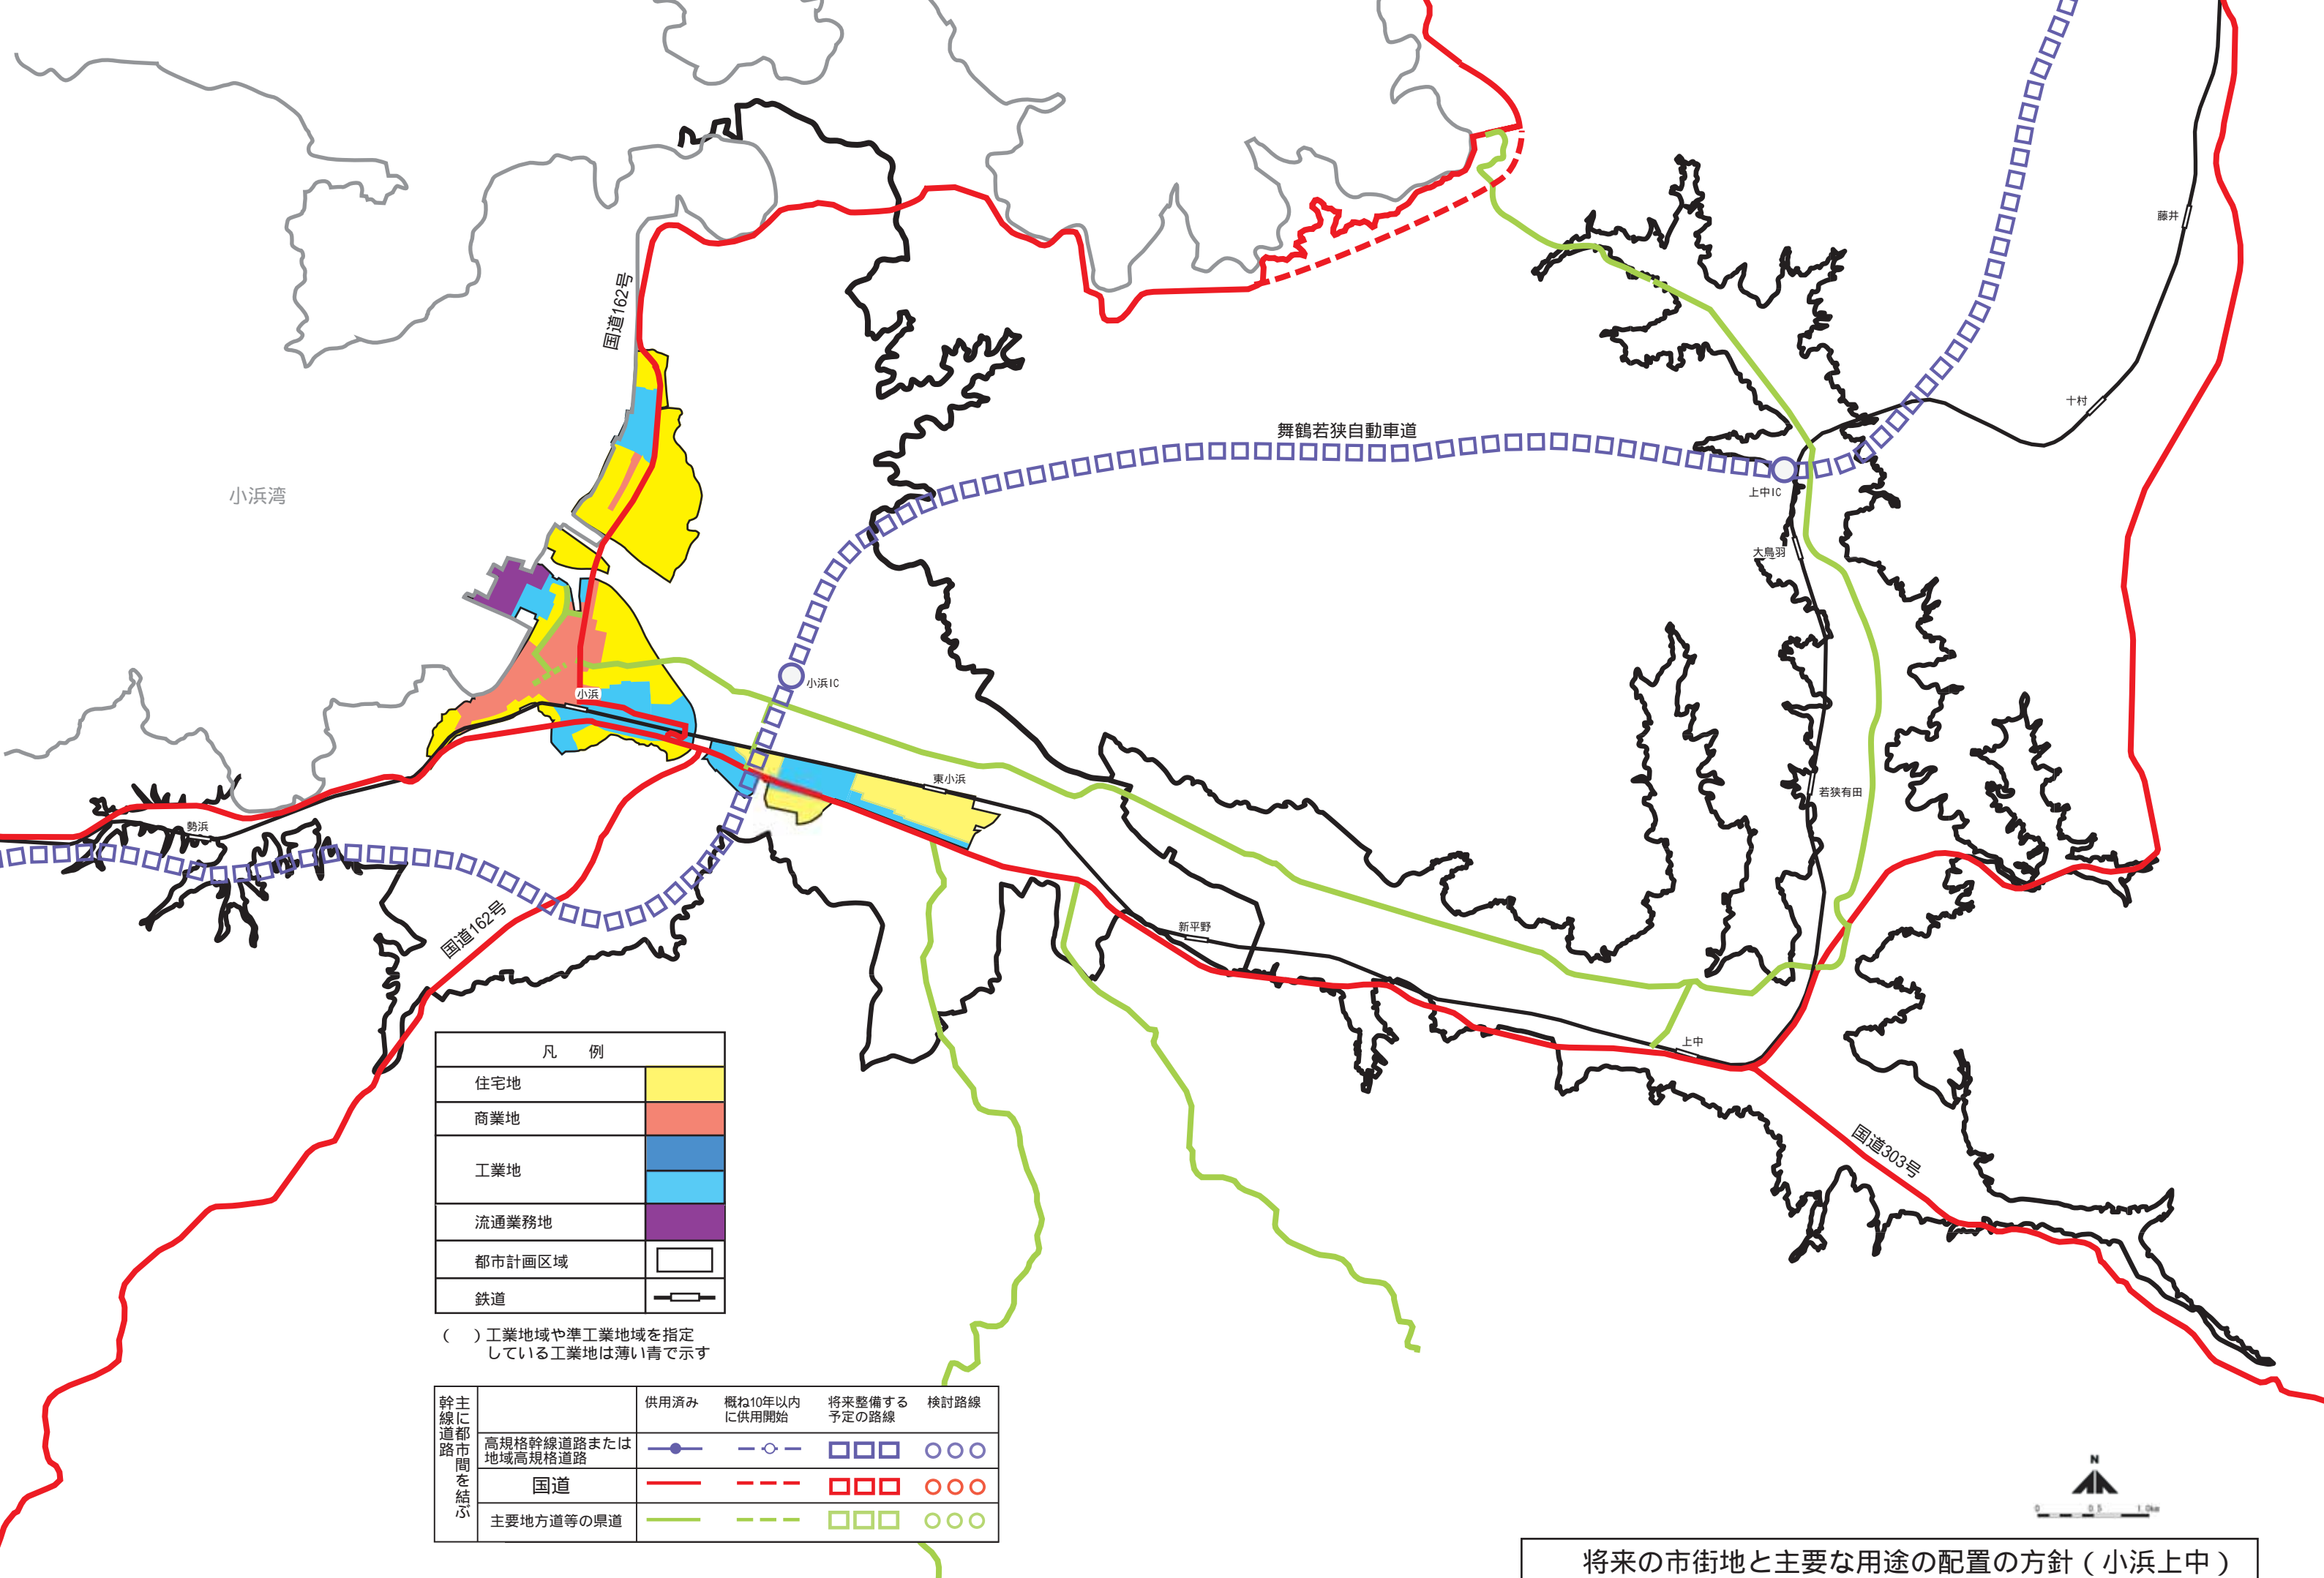 藤井
国道162号
十村
舞鶴若狭自動車道
小浜湾
上中IC
大鳥羽
小浜IC
小浜
東小浜
若狭有田
勢浜
国道162号
新平野
上中
国道303号
凡 例
住宅地
商業地
工業地
流通業務地
都市計画区域
鉄道
（ ）工業地域や準工業地域を指定
している工業地は薄い青で示す
主に都市間を結ぶ
幹線道路
供用済み
概ね10年以内
に供用開始
将来整備する
予定の路線
検討路線
高規格幹線道路または
地域高規格道路
国道
主要地方道等の県道
N
0 0.5 1.0km
将来の市街地と主要な用途の配置の方針（小浜上中）